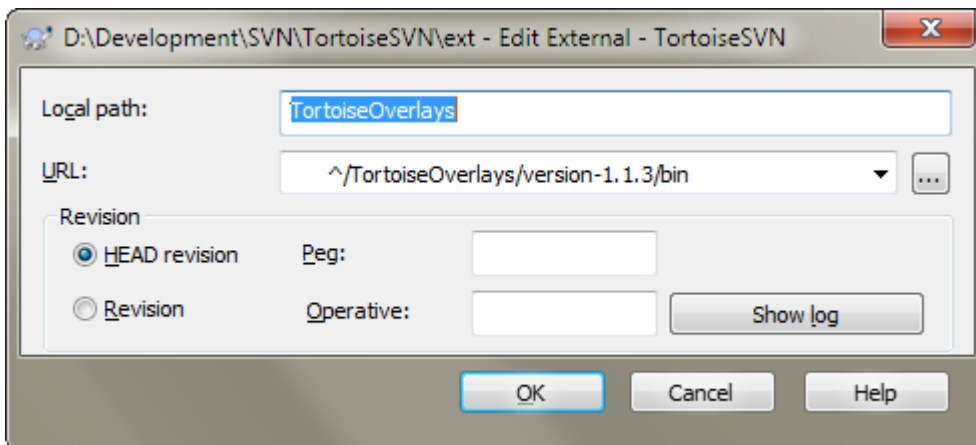 D:\Development\SVN\TortoiseSVN\ext - Edit External - TortoiseSVN
Local path: TortoiseOverlays
URL: ^/TortoiseOverlays/version-1.1.3/bin ...
Revision
HEAD revision Peg:
Revision Operative: Show log
OK Cancel Help